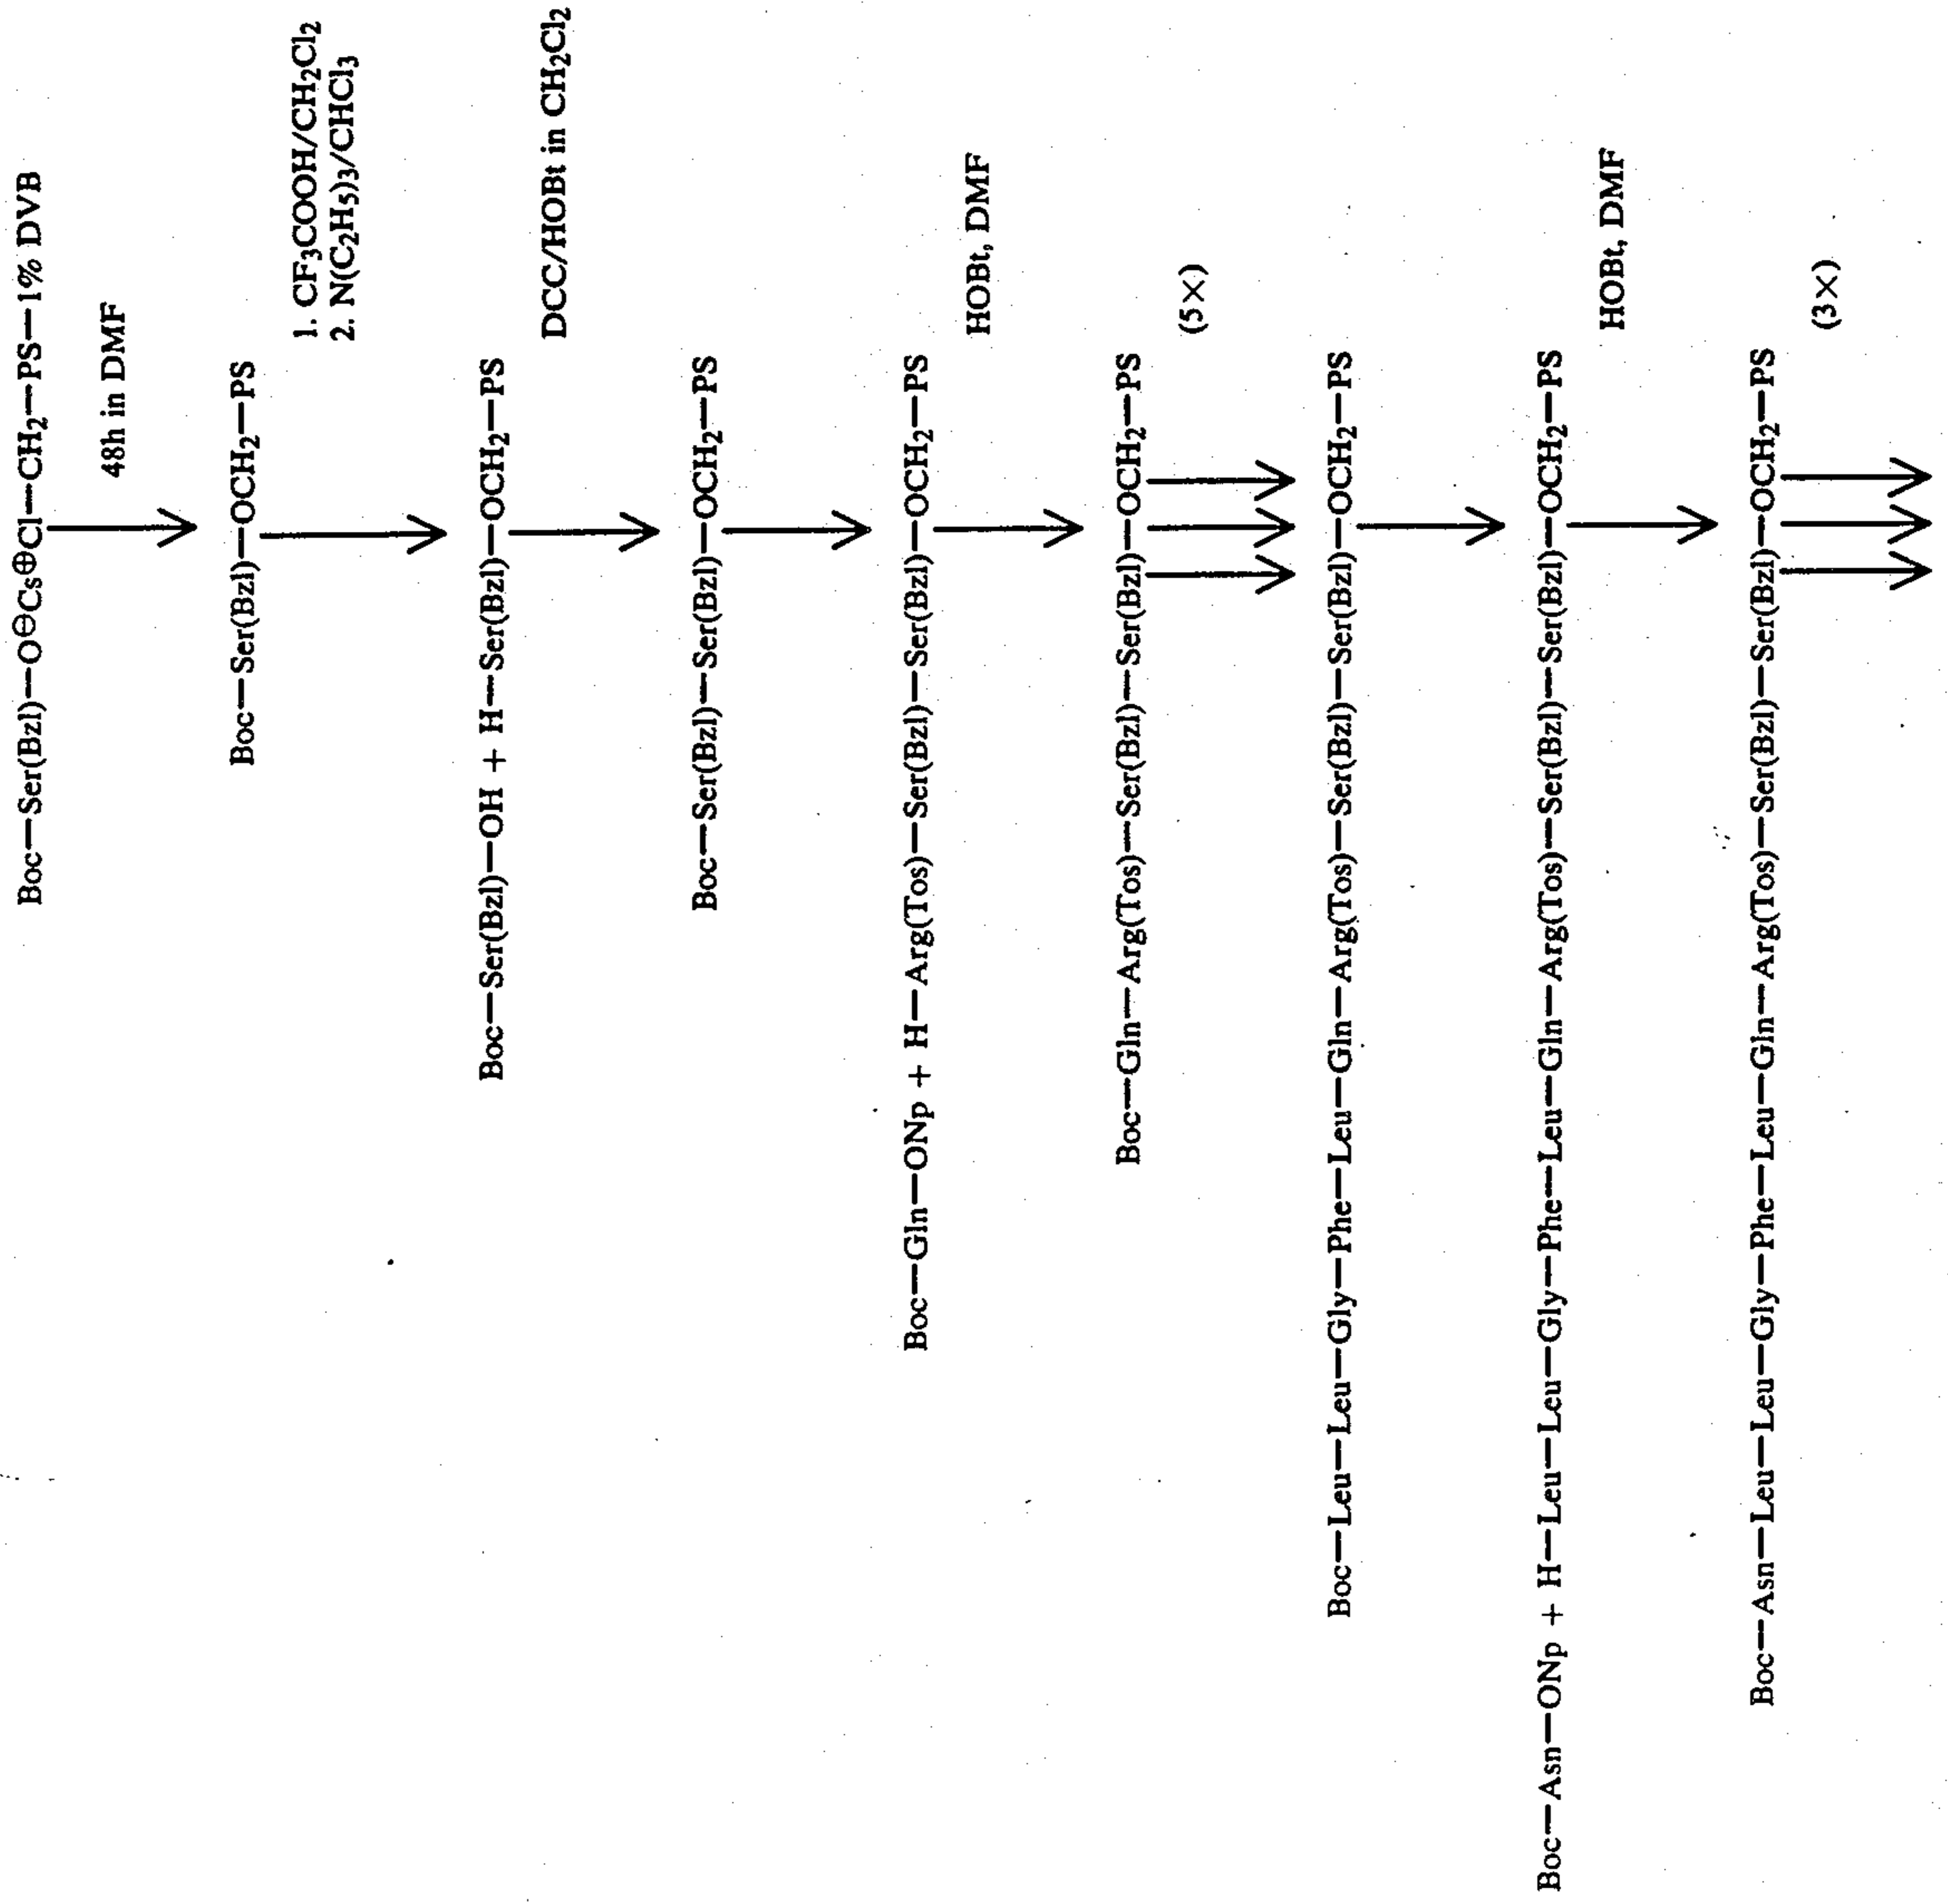 Boc—Ser(Bzl)—O⊖Cs⊕Cl—CH₂—PS—1% DVB
48h in DMF
Boc—Ser(Bzl)—OCH₂—PS
1. CF₃COOH/CH₂Cl₂
2. N(C₂H₅)₃/CHCl₃
Boc—Ser(Bzl)—OH + H—Ser(Bzl)—OCH₂—PS
DCC/HOBt in CH₂Cl₂
Boc—Ser(Bzl)—Ser(Bzl)—OCH₂—PS
Boc—Gln—ONp + H—Arg(Tos)—Ser(Bzl)—Ser(Bzl)—OCH₂—PS
HOBt, DMF
Boc—Gln—Arg(Tos)—Ser(Bzl)—Ser(Bzl)—OCH₂—PS
(5×)
Boc—Leu—Leu—Gly—Phe—Leu—Gln—Arg(Tos)—Ser(Bzl)—Ser(Bzl)—OCH₂—PS
Boc—Asn—ONp + H—Leu—Leu—Gly—Phe—Leu—Gln—Arg(Tos)—Ser(Bzl)—Ser(Bzl)—OCH₂—PS
HOBt, DMF
Boc—Asn—Leu—Leu—Gly—Phe—Leu—Gln—Arg(Tos)—Ser(Bzl)—Ser(Bzl)—OCH₂—PS
(3×)